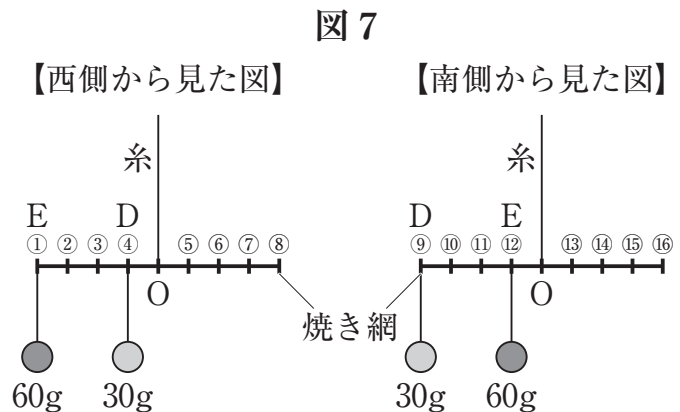 図7
【西側から見た図】
【南側から見た図】
糸
糸
E D
D E
① ② ③ ④ ⑤ ⑥ ⑦ ⑧
⑨ ⑩ ⑪ ⑫ ⑬ ⑭ ⑮ ⑯
O
O
焼き網
60g 30g
30g 60g